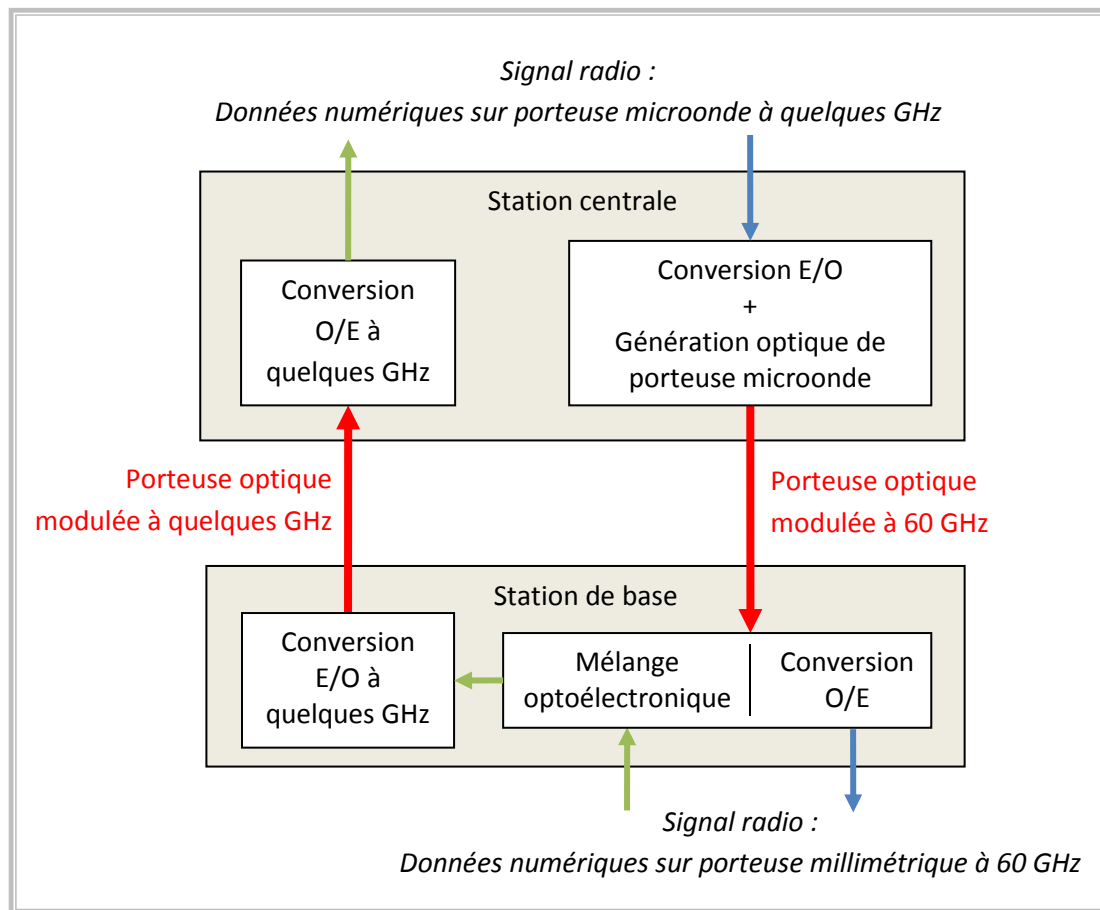 Signal radio :
Données numériques sur porteuse microonde à quelques GHz
Station centrale
Conversion
O/E à
quelques GHz
Conversion E/O
+
Génération optique de
porteuse microonde
Porteuse optique
modulée à quelques GHz
Porteuse optique
modulée à 60 GHz
Station de base
Conversion
E/O à
quelques GHz
Mélange
optoélectronique
Conversion
O/E
Signal radio :
Données numériques sur porteuse millimétrique à 60 GHz